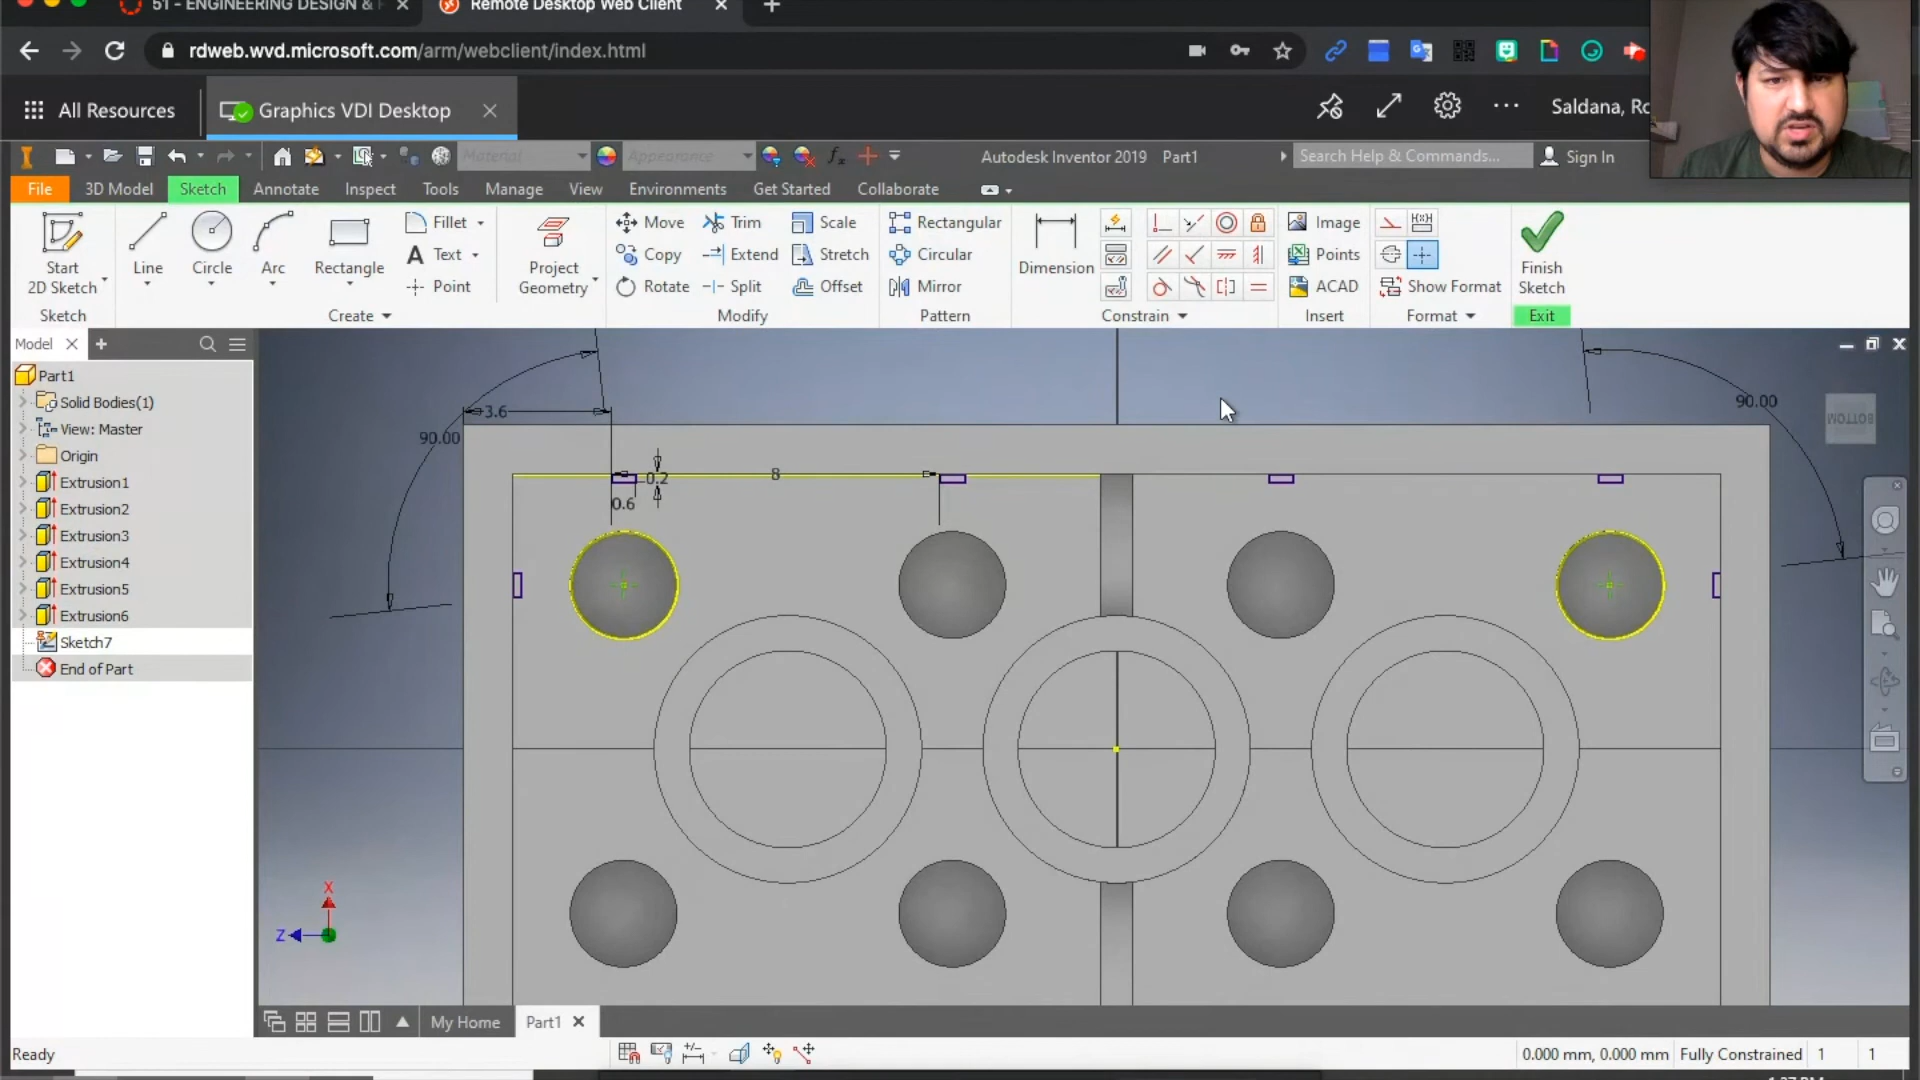 51 - ENGINEERING DESIGN &
Remote Desktop Web Client
rdweb.wvd.microsoft.com/arm/webclient/index.html
All Resources
Graphics VDI Desktop
Saldana, Ro
Material
Appearance
Autodesk Inventor 2019 Part1
Search Help & Commands...
Sign In
File 3D Model Sketch Annotate Inspect Tools Manage View Environments Get Started Collaborate
Start
2D Sketch
Line
Circle
Arc
Rectangle
Fillet
Text
Point
Project
Geometry
Move
Copy
Rotate
Trim
Extend
Split
Scale
Stretch
Offset
Rectangular
Circular
Mirror
Dimension
Image
Points
ACAD
Show Format
Finish
Sketch
Sketch
Create
Modify
Pattern
Constrain
Insert
Format
Exit
Model
Part1
Solid Bodies(1)
View: Master
Origin
Extrusion1
Extrusion2
Extrusion3
Extrusion4
Extrusion5
Extrusion6
Sketch7
End of Part
3.6
90.00
0.2
8
0.6
90.00
BOTTOM
X
Z
My Home
Part1
Ready
0.000 mm, 0.000 mm
Fully Constrained
1
1